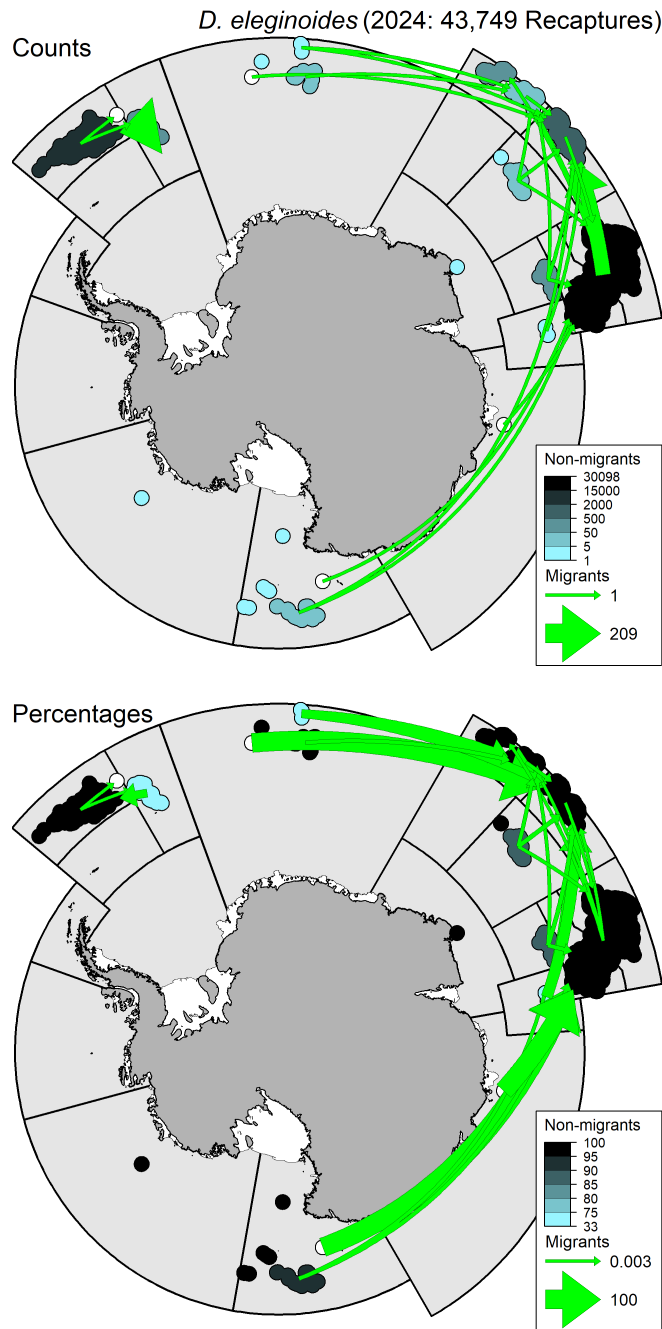 D. eleginoides (2024: 43,749 Recaptures)
Counts
Non-migrants
30098
15000
2000
500
50
5
1
Migrants
1
209
Percentages
Non-migrants
100
95
90
85
80
75
33
Migrants
0.003
100